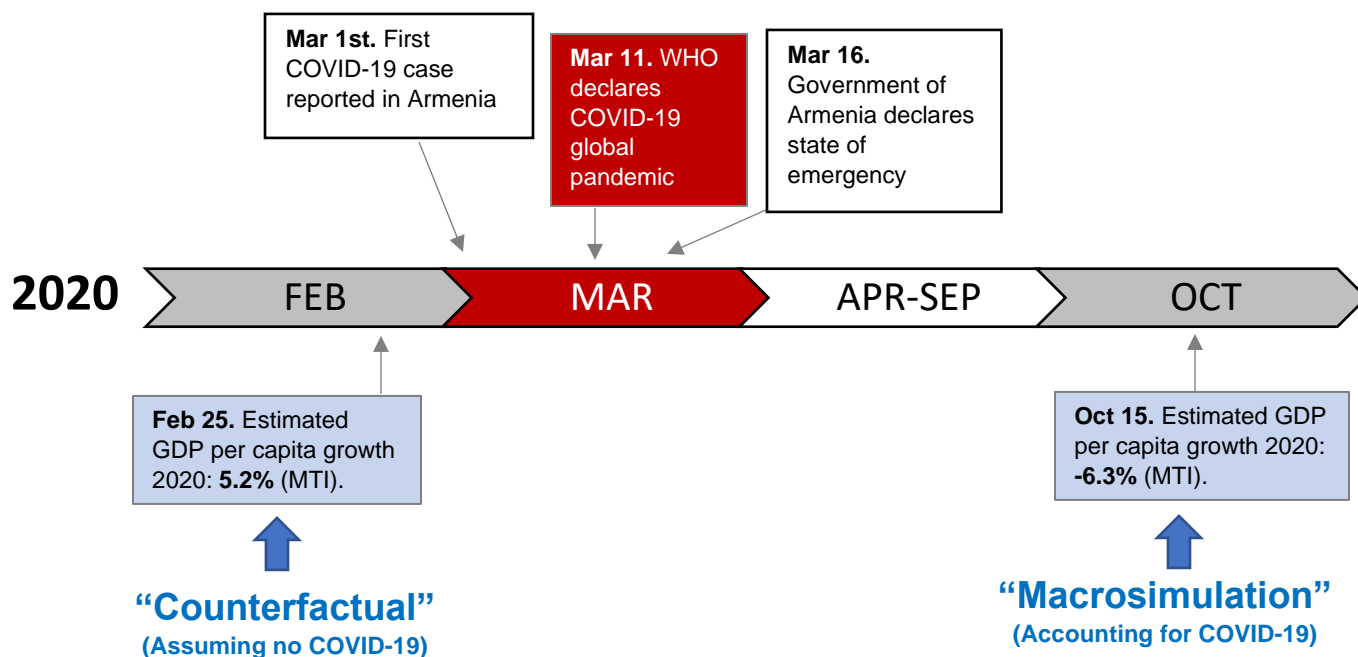 Mar 1st. First
COVID-19 case
reported in Armenia
Mar 11. WHO
declares
COVID-19
global
pandemic
Mar 16.
Government of
Armenia declares
state of
emergency
2020
FEB
MAR
APR-SEP
OCT
Feb 25. Estimated
GDP per capita growth
2020: 5.2% (MTI).
Oct 15. Estimated GDP
per capita growth 2020:
-6.3% (MTI).
“Counterfactual”
(Assuming no COVID-19)
“Macrosimulation”
(Accounting for COVID-19)